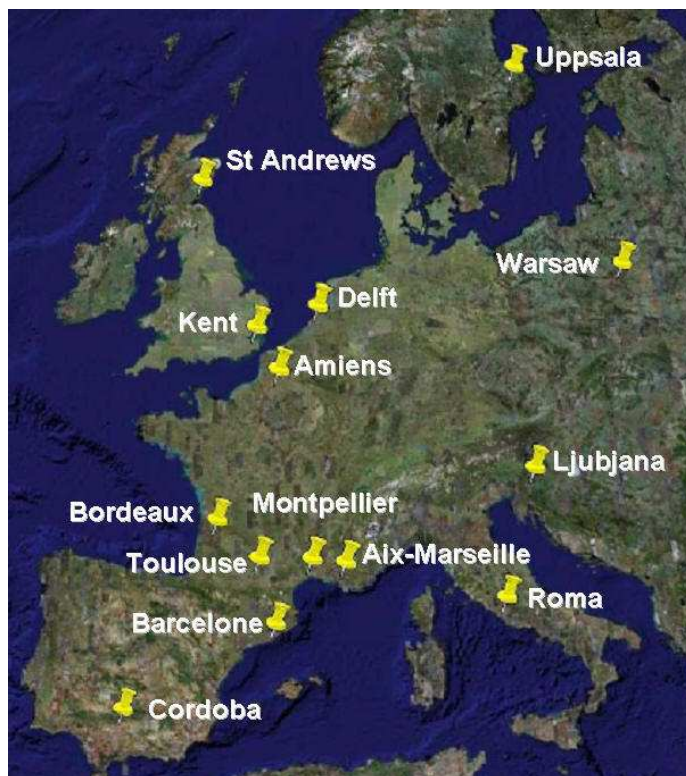 Uppsala
St Andrews
Warsaw
Delft
Kent
Amiens
Ljubjana
Montpellier
Bordeaux
Toulouse
Aix-Marseille
Roma
Barcelone
Cordoba